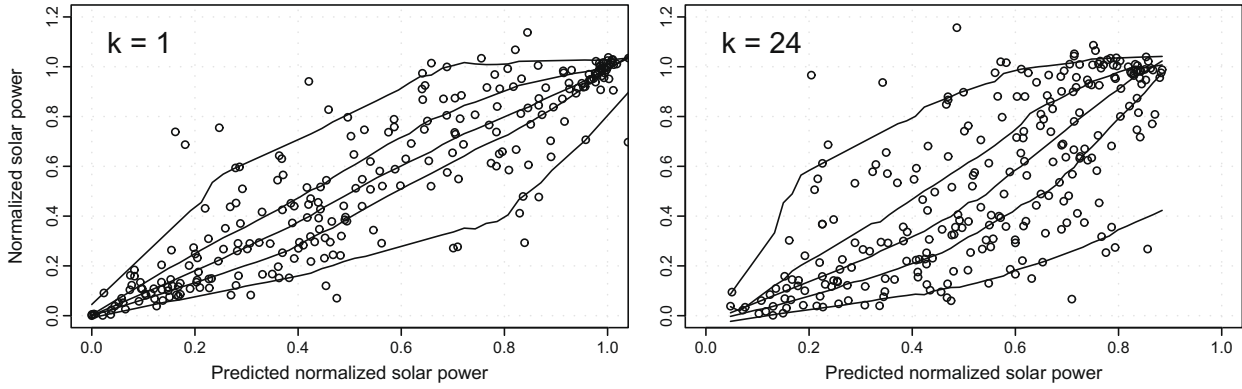 k = 1
k = 24
Normalized solar power
0.0 0.2 0.4 0.6 0.8 1.0 1.2
0.0 0.2 0.4 0.6 0.8 1.0 1.2
0.0 0.2 0.4 0.6 0.8 1.0
0.0 0.2 0.4 0.6 0.8 1.0
Predicted normalized solar power
Predicted normalized solar power